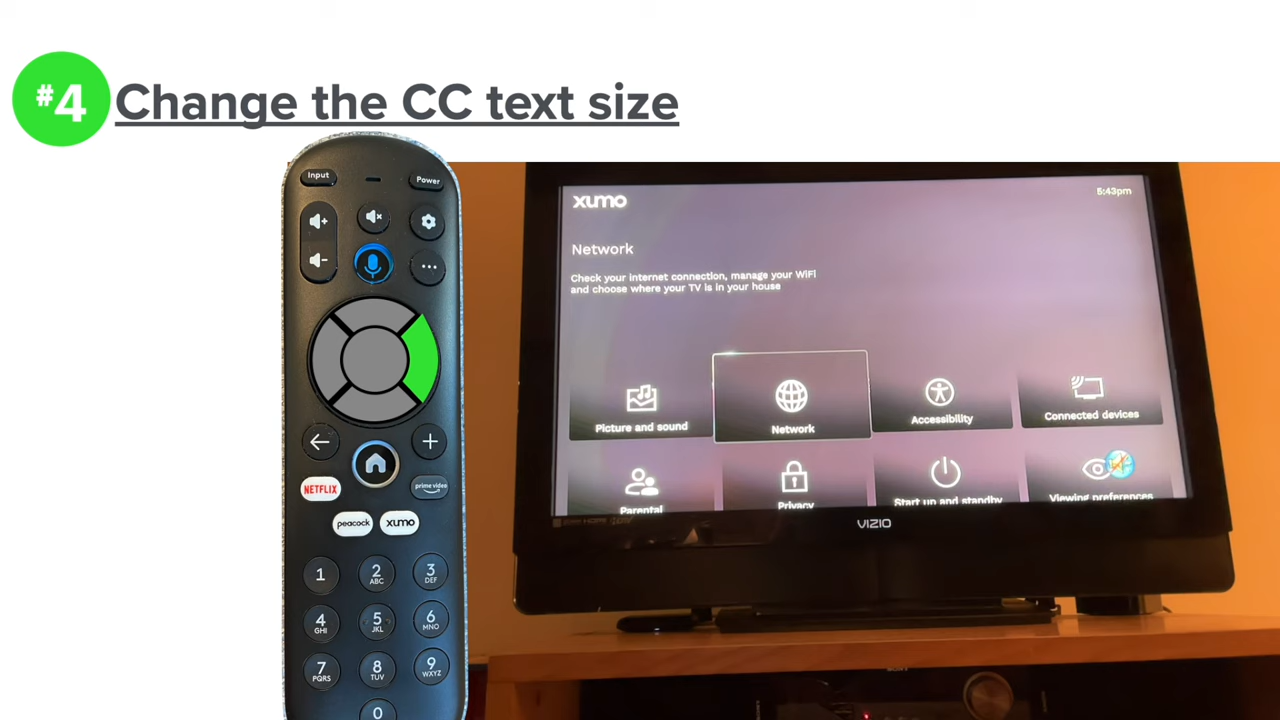 #4 Change the CC text size
Input
Power
NETFLIX
prime video
peacock
xumo
1
2 ABC
3 DEF
4 GHI
5 JKL
6 MNO
7 PQRS
8 TUV
9 WXYZ
0
xumo
5:43pm
Network
Check your internet connection, manage your WiFi
and choose where your TV is in your house
Picture and sound
Network
Accessibility
Connected devices
Parental
Privacy
Start up and standby
Viewing preferences
VIZIO
SONY